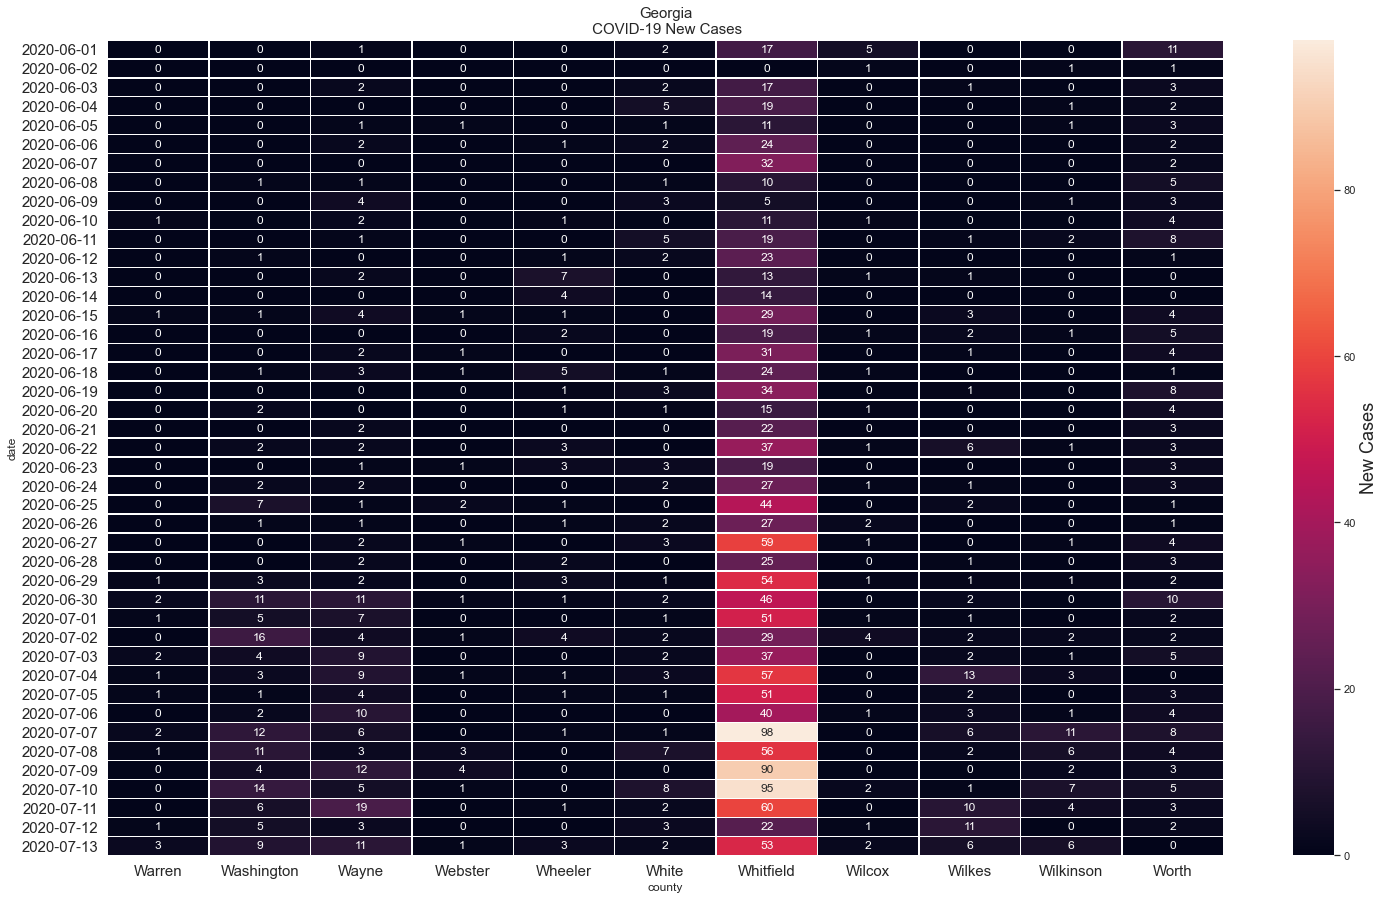 Georgia
COVID-19 New Cases
2020-06-01 0 0 1 0 0 2 17 5 0 0 11
2020-06-02 0 0 0 0 0 0 0 1 0 1 1
2020-06-03 0 0 2 0 0 2 17 0 1 0 3
2020-06-04 0 0 0 0 0 5 19 0 0 1 2
2020-06-05 0 0 1 1 0 1 11 0 0 1 3
2020-06-06 0 0 2 0 1 2 24 0 0 0 2
2020-06-07 0 0 0 0 0 0 32 0 0 0 2
2020-06-08 0 1 1 0 0 1 10 0 0 0 5
2020-06-09 0 0 4 0 0 3 5 0 0 1 3
2020-06-10 1 0 2 0 1 0 11 1 0 0 4
2020-06-11 0 0 1 0 0 5 19 0 1 2 8
2020-06-12 0 1 0 0 1 2 23 0 0 0 1
2020-06-13 0 0 2 0 7 0 13 1 1 0 0
2020-06-14 0 0 0 0 4 0 14 0 0 0 0
2020-06-15 1 1 4 1 1 0 29 0 3 0 4
2020-06-16 0 0 0 0 2 0 19 1 2 1 5
2020-06-17 0 0 2 1 0 0 31 0 1 0 4
2020-06-18 0 1 3 1 5 1 24 1 0 0 1
2020-06-19 0 0 0 0 1 3 34 0 1 0 8
2020-06-20 0 2 0 0 1 1 15 1 0 0 4
2020-06-21 0 0 2 0 0 0 22 0 0 0 3
2020-06-22 0 2 2 0 3 0 37 1 6 1 3
2020-06-23 0 0 1 1 3 3 19 0 0 0 3
2020-06-24 0 2 2 0 0 2 27 1 1 0 3
2020-06-25 0 7 1 2 1 0 44 0 2 0 1
2020-06-26 0 1 1 0 1 2 27 2 0 0 1
2020-06-27 0 0 2 1 0 3 59 1 0 1 4
2020-06-28 0 0 2 0 2 0 25 0 1 0 3
2020-06-29 1 3 2 0 3 1 54 1 1 1 2
2020-06-30 2 11 11 1 1 2 46 0 2 0 10
2020-07-01 1 5 7 0 0 1 51 1 1 0 2
2020-07-02 0 16 4 1 4 2 29 4 2 2 2
2020-07-03 2 4 9 0 0 2 37 0 2 1 5
2020-07-04 1 3 9 1 1 3 57 0 13 3 0
2020-07-05 1 1 4 0 1 1 51 0 2 0 3
2020-07-06 0 2 10 0 0 0 40 1 3 1 4
2020-07-07 2 12 6 0 1 1 98 0 6 11 8
2020-07-08 1 11 3 3 0 7 56 0 2 6 4
2020-07-09 0 4 12 4 0 0 90 0 0 2 3
2020-07-10 0 14 5 1 0 8 95 2 1 7 5
2020-07-11 0 6 19 0 1 2 60 0 10 4 3
2020-07-12 1 5 3 0 0 3 22 1 11 0 2
2020-07-13 3 9 11 1 3 2 53 2 6 6 0
Warren Washington Wayne Webster Wheeler White Whitfield Wilcox Wilkes Wilkinson Worth
county
date
80
60
40
20
0
New Cases